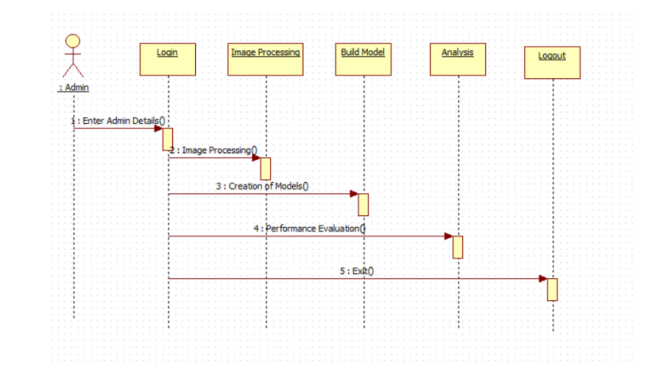 Login
Image Processing
Build Model
Analysis
Logout
: Admin
1 : Enter Admin Details()
2 : Image Processing()
3 : Creation of Models()
4 : Performance Evaluation()
5 : Exit()